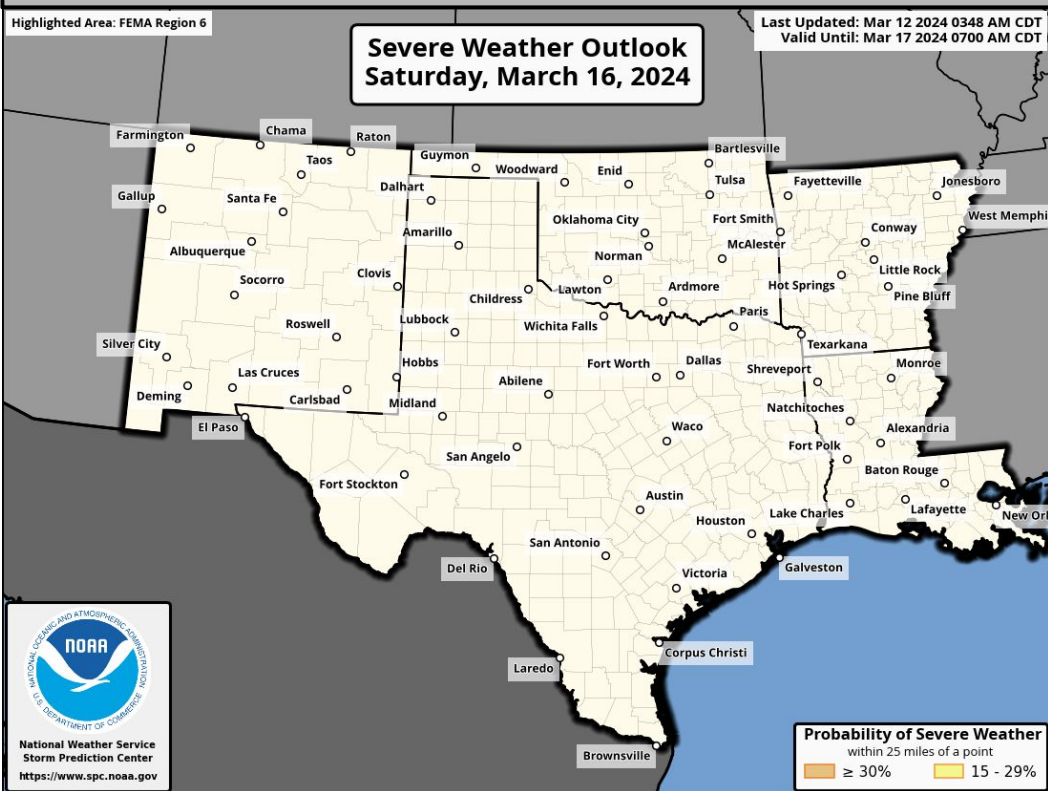 Highlighted Area: FEMA Region 6
Last Updated: Mar 12 2024 0348 AM CDT
Valid Until: Mar 17 2024 0700 AM CDT
Severe Weather Outlook
Saturday, March 16, 2024
Farmington
Chama
Raton
Taos
Guymon
Woodward
Enid
Bartlesville
Tulsa
Fayetteville
Jonesboro
Gallup
Santa Fe
Dalhart
Oklahoma City
Fort Smith
West Memphi
Albuquerque
Amarillo
Norman
McAlester
Conway
Socorro
Clovis
Childress
Lawton
Ardmore
Hot Springs
Little Rock
Pine Bluff
Roswell
Lubbock
Wichita Falls
Paris
Silver City
Texarkana
Las Cruces
Hobbs
Fort Worth
Dallas
Shreveport
Monroe
Deming
Carlsbad
Midland
Abilene
Natchitoches
El Paso
Waco
Alexandria
San Angelo
Fort Polk
Fort Stockton
Baton Rouge
Austin
Houston
Lake Charles
Lafayette
New Orl
San Antonio
Del Rio
Galveston
Victoria
Laredo
Corpus Christi
Brownsville
NATIONAL OCEANIC AND ATMOSPHERIC ADMINISTRATION
NOAA
U.S. DEPARTMENT OF COMMERCE
National Weather Service
Storm Prediction Center
https://www.spc.noaa.gov
Probability of Severe Weather
within 25 miles of a point
≥ 30%
15 - 29%